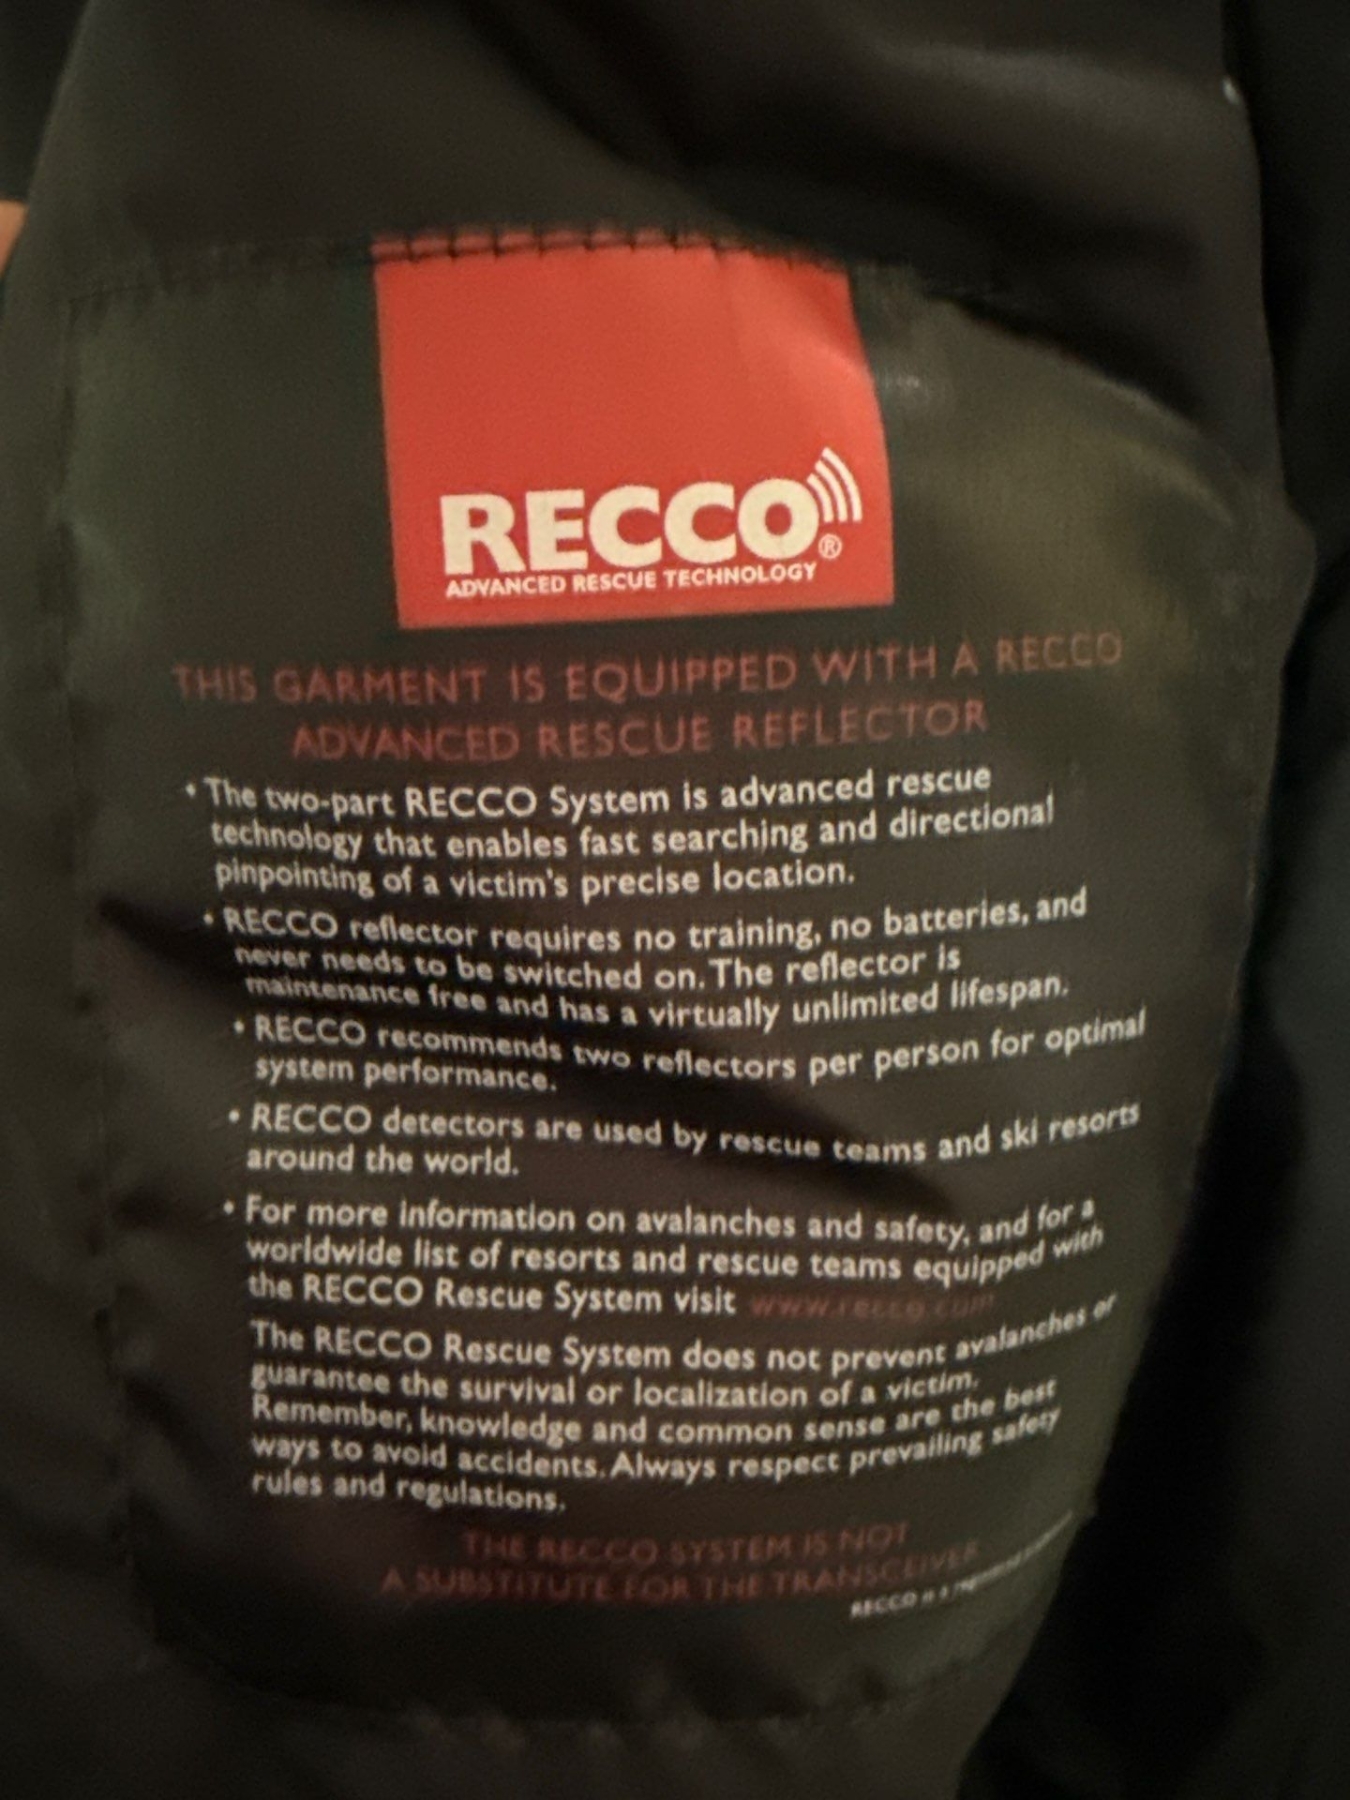 RECCO®
ADVANCED RESCUE TECHNOLOGY
THIS GARMENT IS EQUIPPED WITH A RECCO
ADVANCED RESCUE REFLECTOR
• The two-part RECCO System is advanced rescue
technology that enables fast searching and directional
pinpointing of a victim's precise location.
• RECCO reflector requires no training, no batteries, and
never needs to be switched on. The reflector is
maintenance free and has a virtually unlimited lifespan.
• RECCO recommends two reflectors per person for optimal
system performance.
• RECCO detectors are used by rescue teams and ski resorts
around the world.
• For more information on avalanches and safety, and for a
worldwide list of resorts and rescue teams equipped with
the RECCO Rescue System visit www.recco.com
The RECCO Rescue System does not prevent avalanches or
guarantee the survival or localization of a victim.
Remember, knowledge and common sense are the best
ways to avoid accidents. Always respect prevailing safety
rules and regulations.
THE RECCO SYSTEM IS NOT
A SUBSTITUTE FOR THE TRANSCEIVER
RECCO is a